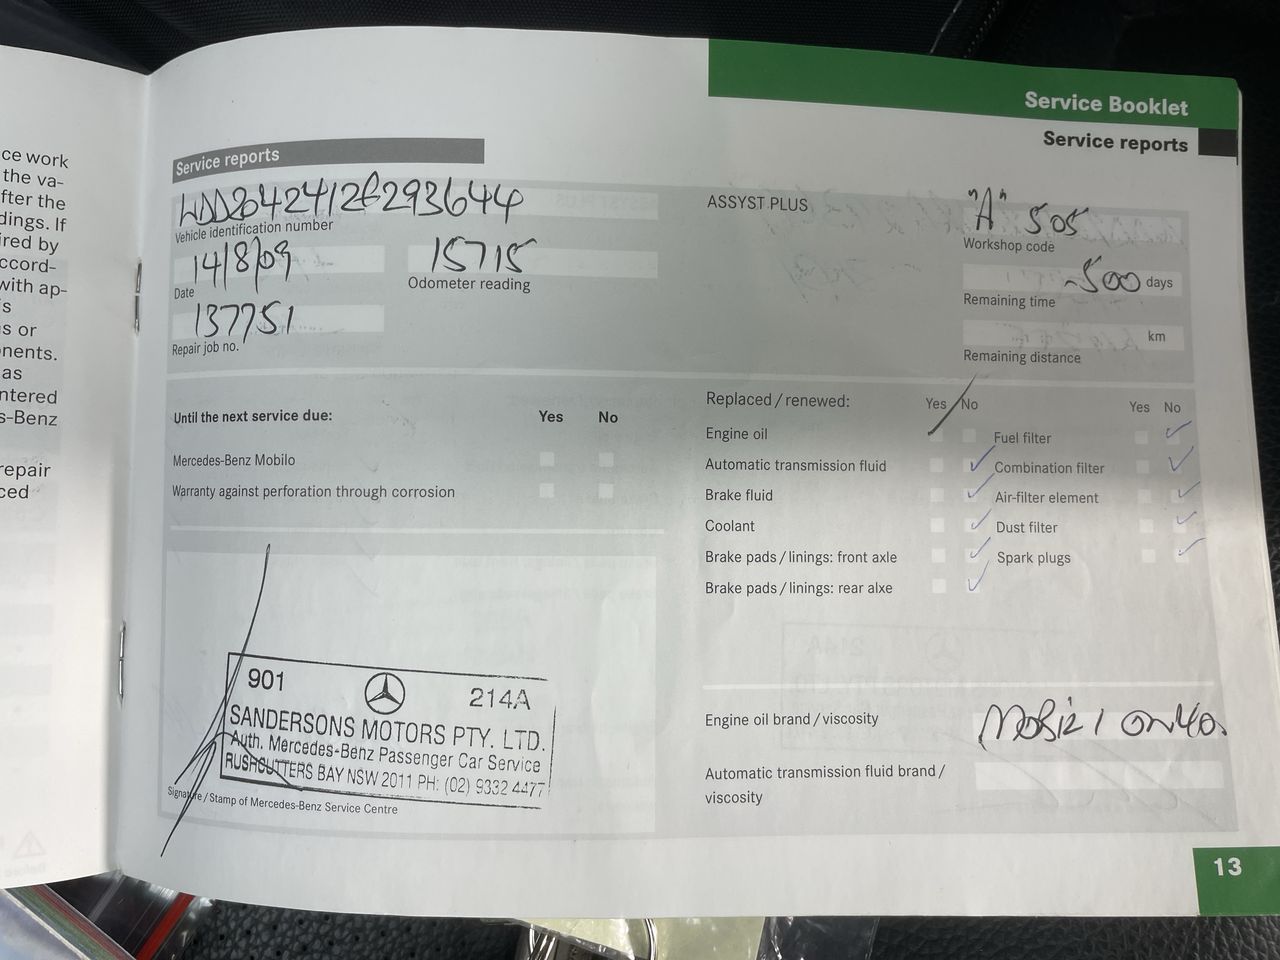 ce work
the va-
fter the
dings. If
ired by
ccord-
with ap-
's
s or
nents.
as
ntered
s-Benz
repair
ced
Service Booklet
Service reports
Service reports
WDD2042412F293644
Vehicle identification number
14/8/09
15715
Date
Odometer reading
137751
Repair job no.
ASSYST PLUS
"A" 505
Workshop code
-500 days
Remaining time
km
Remaining distance
Until the next service due:
Yes No
Mercedes-Benz Mobilo
Warranty against perforation through corrosion
Replaced / renewed:
Yes No
Yes No
Engine oil
Fuel filter
Automatic transmission fluid
Combination filter
Brake fluid
Air-filter element
Coolant
Dust filter
Brake pads / linings: front axle
Spark plugs
Brake pads / linings: rear alxe
901 214A
SANDERSONS MOTORS PTY. LTD.
Auth. Mercedes-Benz Passenger Car Service
RUSHCUTTERS BAY NSW 2011 PH: (02) 9332 4477
Signature / Stamp of Mercedes-Benz Service Centre
Engine oil brand / viscosity
Mobil 1 0W40.
Automatic transmission fluid brand /
viscosity
13